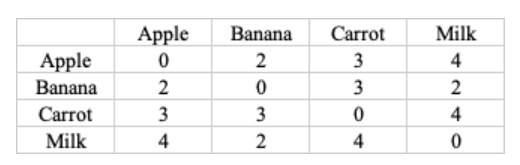 Apple Banana Carrot Milk
Apple 0 2 3 4
Banana 2 0 3 2
Carrot 3 3 0 4
Milk 4 2 4 0